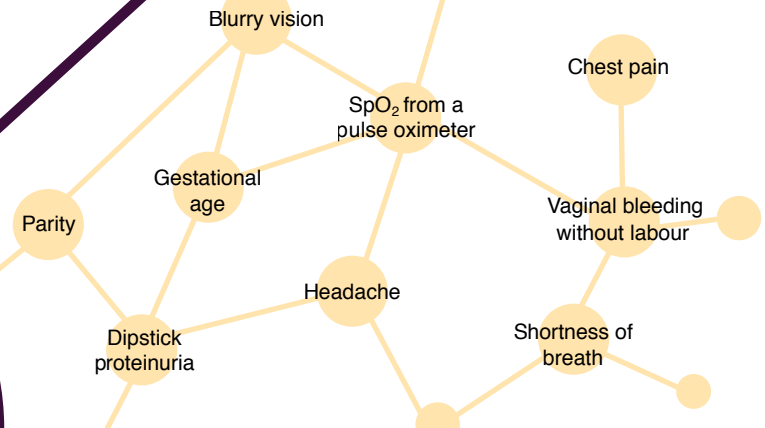 Blurry vision
Chest pain
SpO₂ from a
pulse oximeter
Gestational
age
Vaginal bleeding
without labour
Parity
Headache
Dipstick
proteinuria
Shortness of
breath